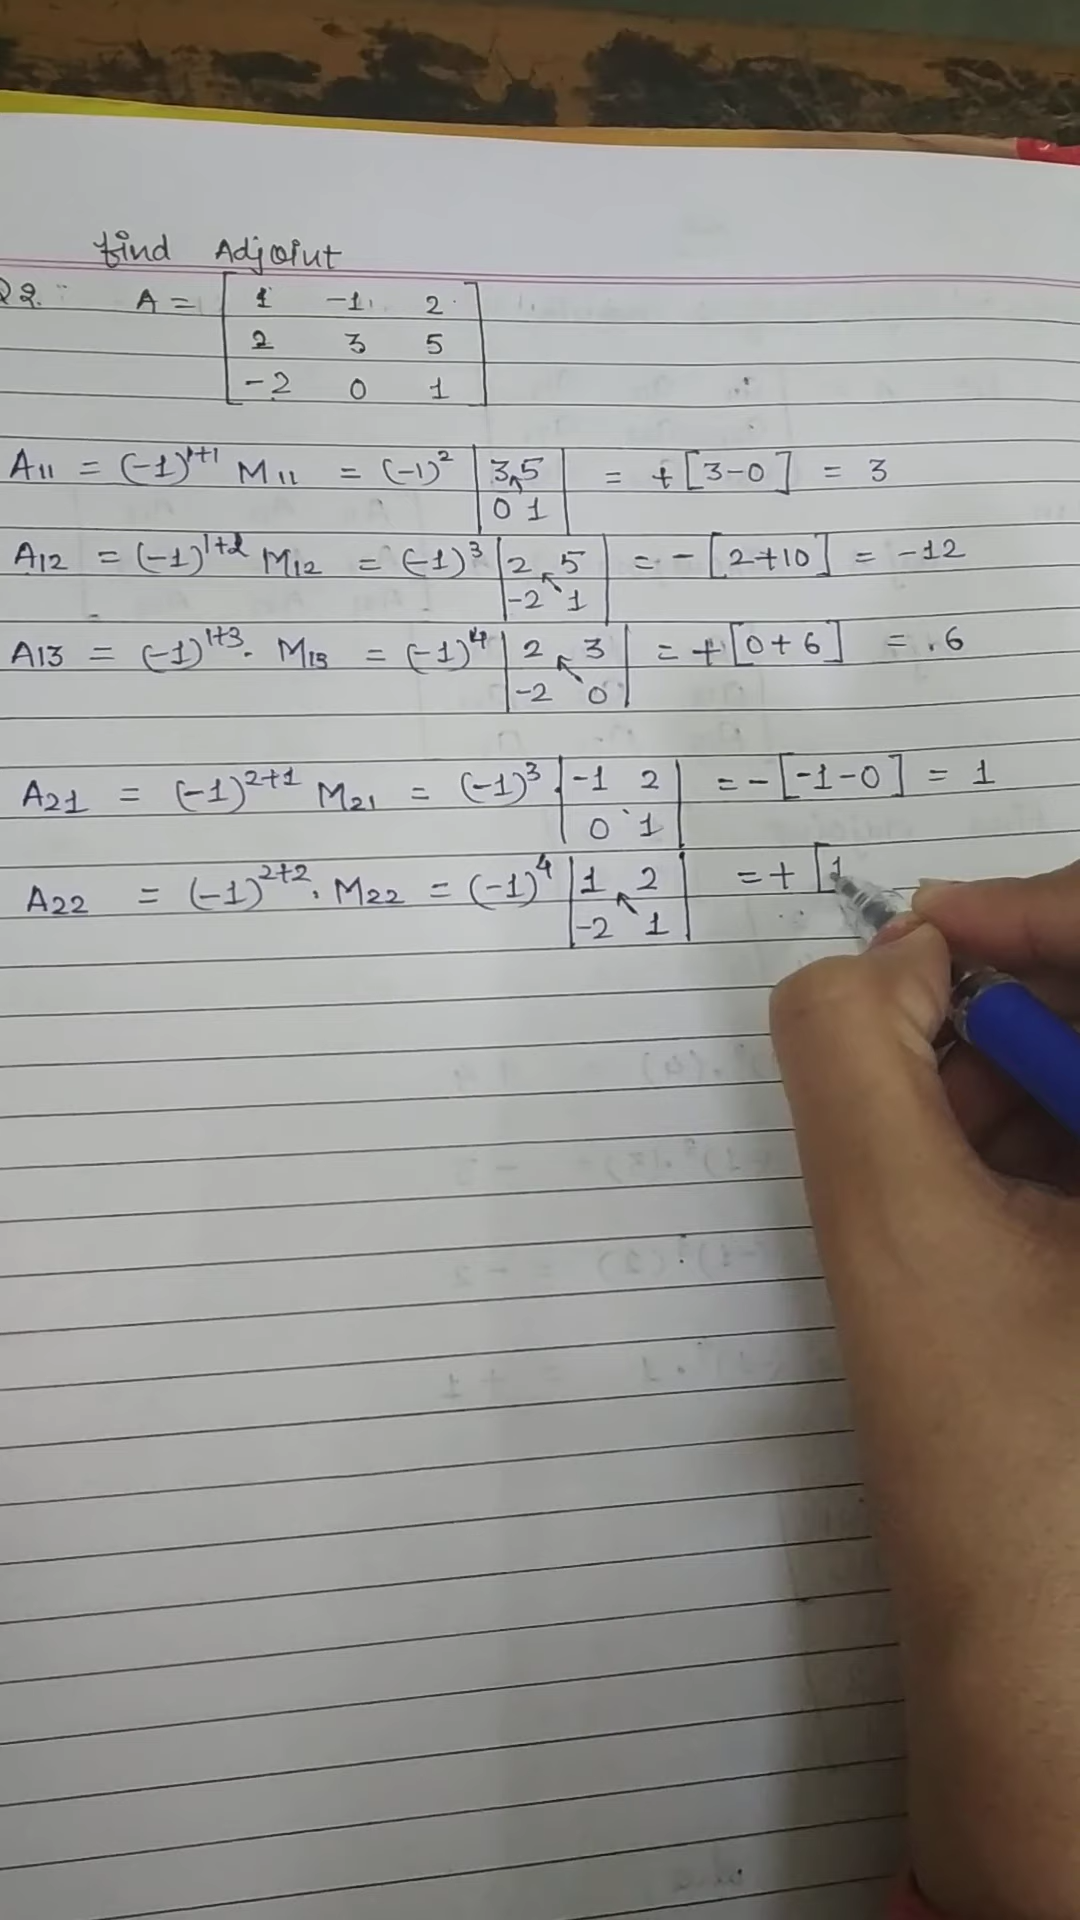 find Adjoint
Q2. A = [ 1 -1 2
2 3 5
-2 0 1 ]
A11 = (-1)^1+1 M11 = (-1)^2 | 3 5 | = +[3-0] = 3
0 1
A12 = (-1)^1+2 M12 = (-1)^3 | 2 5 | = -[2+10] = -12
-2 1
A13 = (-1)^1+3 . M13 = (-1)^4 | 2 3 | = +[0+6] = .6
-2 0
A21 = (-1)^2+1 M21 = (-1)^3 . | -1 2 | = -[-1-0] = 1
0 1
A22 = (-1)^2+2 . M22 = (-1)^4 | 1 2 | = + [1
-2 1